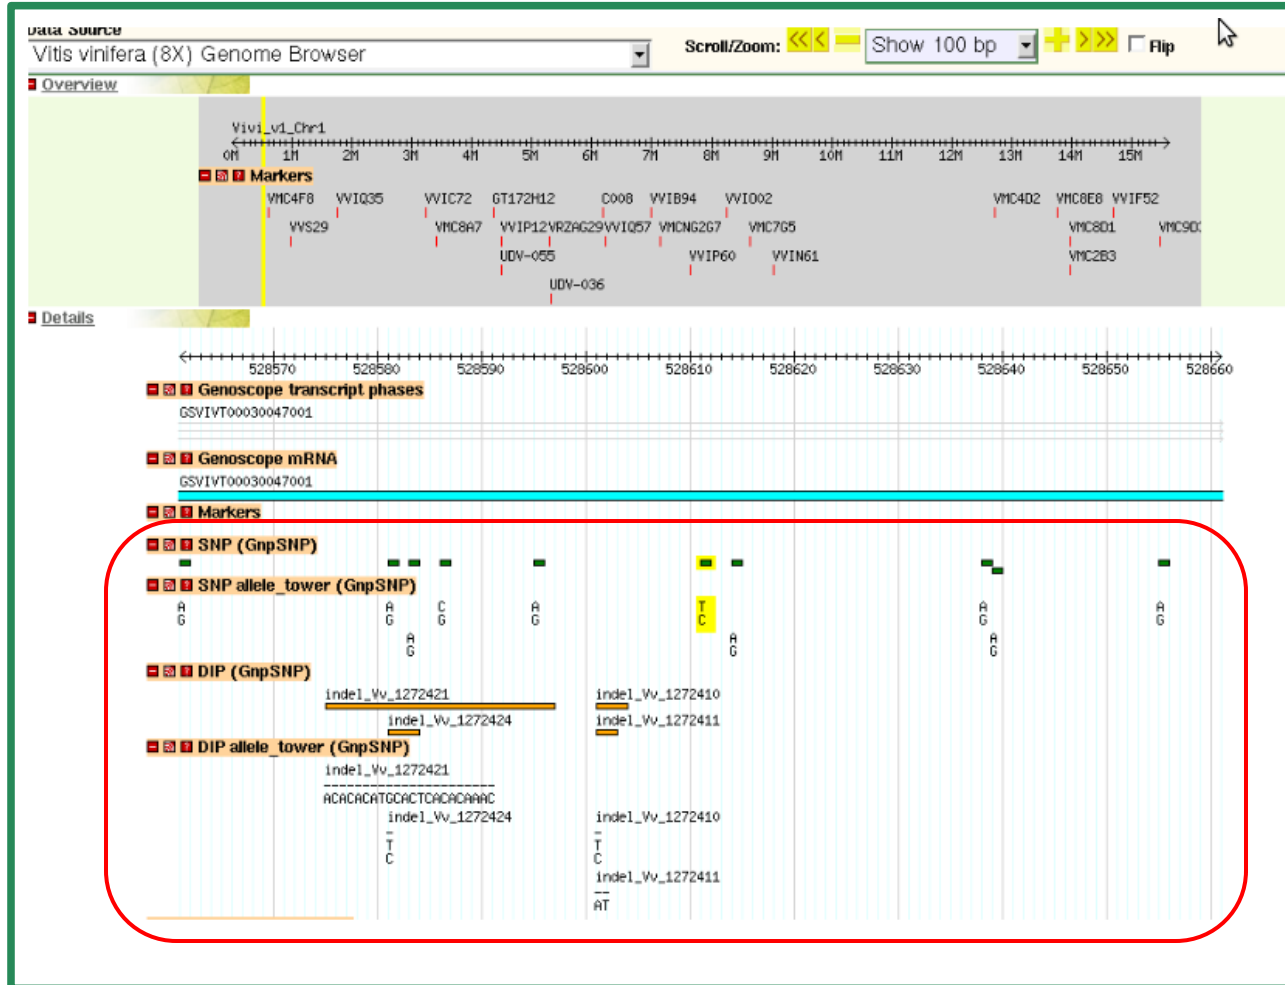 Data Source
Vitis vinifera (8X) Genome Browser
Scroll/Zoom: << < Show 100 bp > >> Flip
Overview
Vivi_v1_Chr1
0M 1M 2M 3M 4M 5M 6M 7M 8M 9M 10M 11M 12M 13M 14M 15M
Markers
VMC4F8 VVIQ35 VVIC72 GT172H12 C008 VVIB94 VVIO02 VMC4D2 VMC8E8 VVIF52
VVS29 VMC8A7 VVIP12 VRZAG29 VVIQ57 VMCNG2G7 VMC7G5 VMC8D1 VMC9D
UDV-055 VVIP60 VVIN61 VMC2B3
UDV-036
Details
528570 528580 528590 528600 528610 528620 528630 528640 528650 528660
Genoscope transcript phases
GSVIVT00030047001
Genoscope mRNA
GSVIVT00030047001
Markers
SNP (GnpSNP)
SNP allele_tower (GnpSNP)
A A C A T A A
G G G G C G G
A A A
G G G
DIP (GnpSNP)
indel_Vv_1272421 indel_Vv_1272410
indel_Vv_1272424 indel_Vv_1272411
DIP allele_tower (GnpSNP)
indel_Vv_1272421
ACACACATGCACTCACACAAAC
indel_Vv_1272424 indel_Vv_1272410
- -
T T
C C
indel_Vv_1272411
--
AT